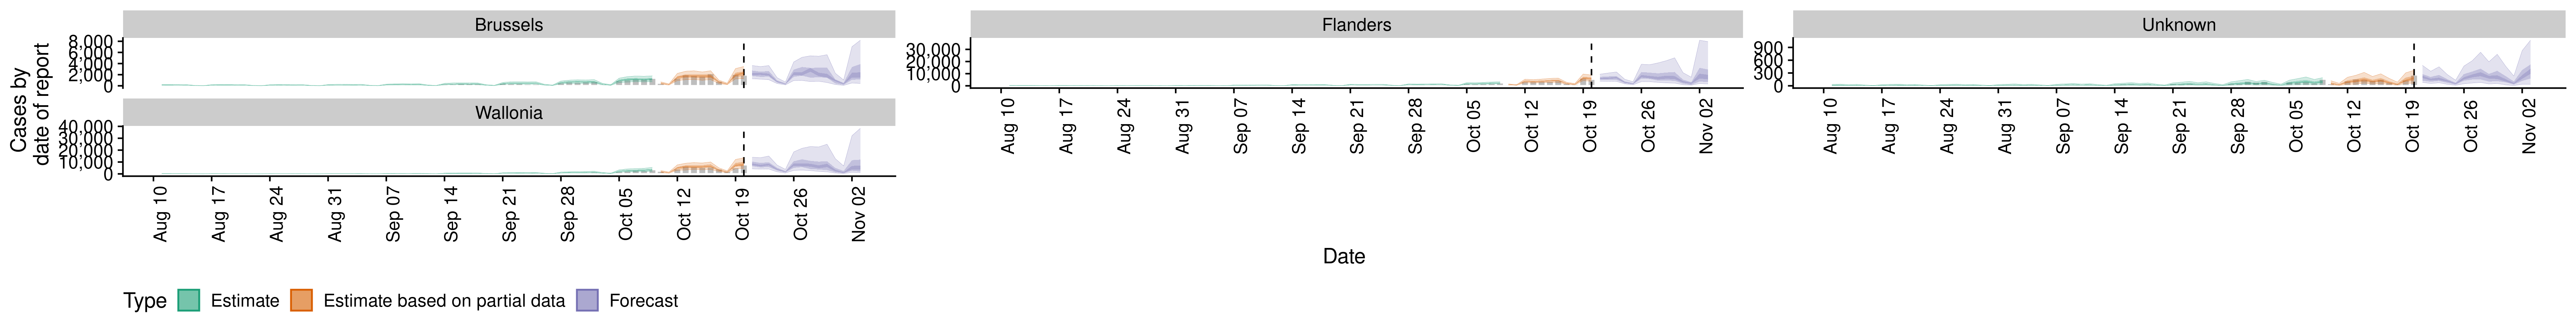 Brussels
Flanders
Unknown
Cases by
date of report
8,000
6,000
4,000
2,000
0
30,000
20,000
10,000
0
900
600
300
0
Wallonia
40,000
30,000
20,000
10,000
0
Aug 10 Aug 17 Aug 24 Aug 31 Sep 07 Sep 14 Sep 21 Sep 28 Oct 05 Oct 12 Oct 19 Oct 26 Nov 02
Aug 10 Aug 17 Aug 24 Aug 31 Sep 07 Sep 14 Sep 21 Sep 28 Oct 05 Oct 12 Oct 19 Oct 26 Nov 02
Aug 10 Aug 17 Aug 24 Aug 31 Sep 07 Sep 14 Sep 21 Sep 28 Oct 05 Oct 12 Oct 19 Oct 26 Nov 02
Date
Type Estimate Estimate based on partial data Forecast